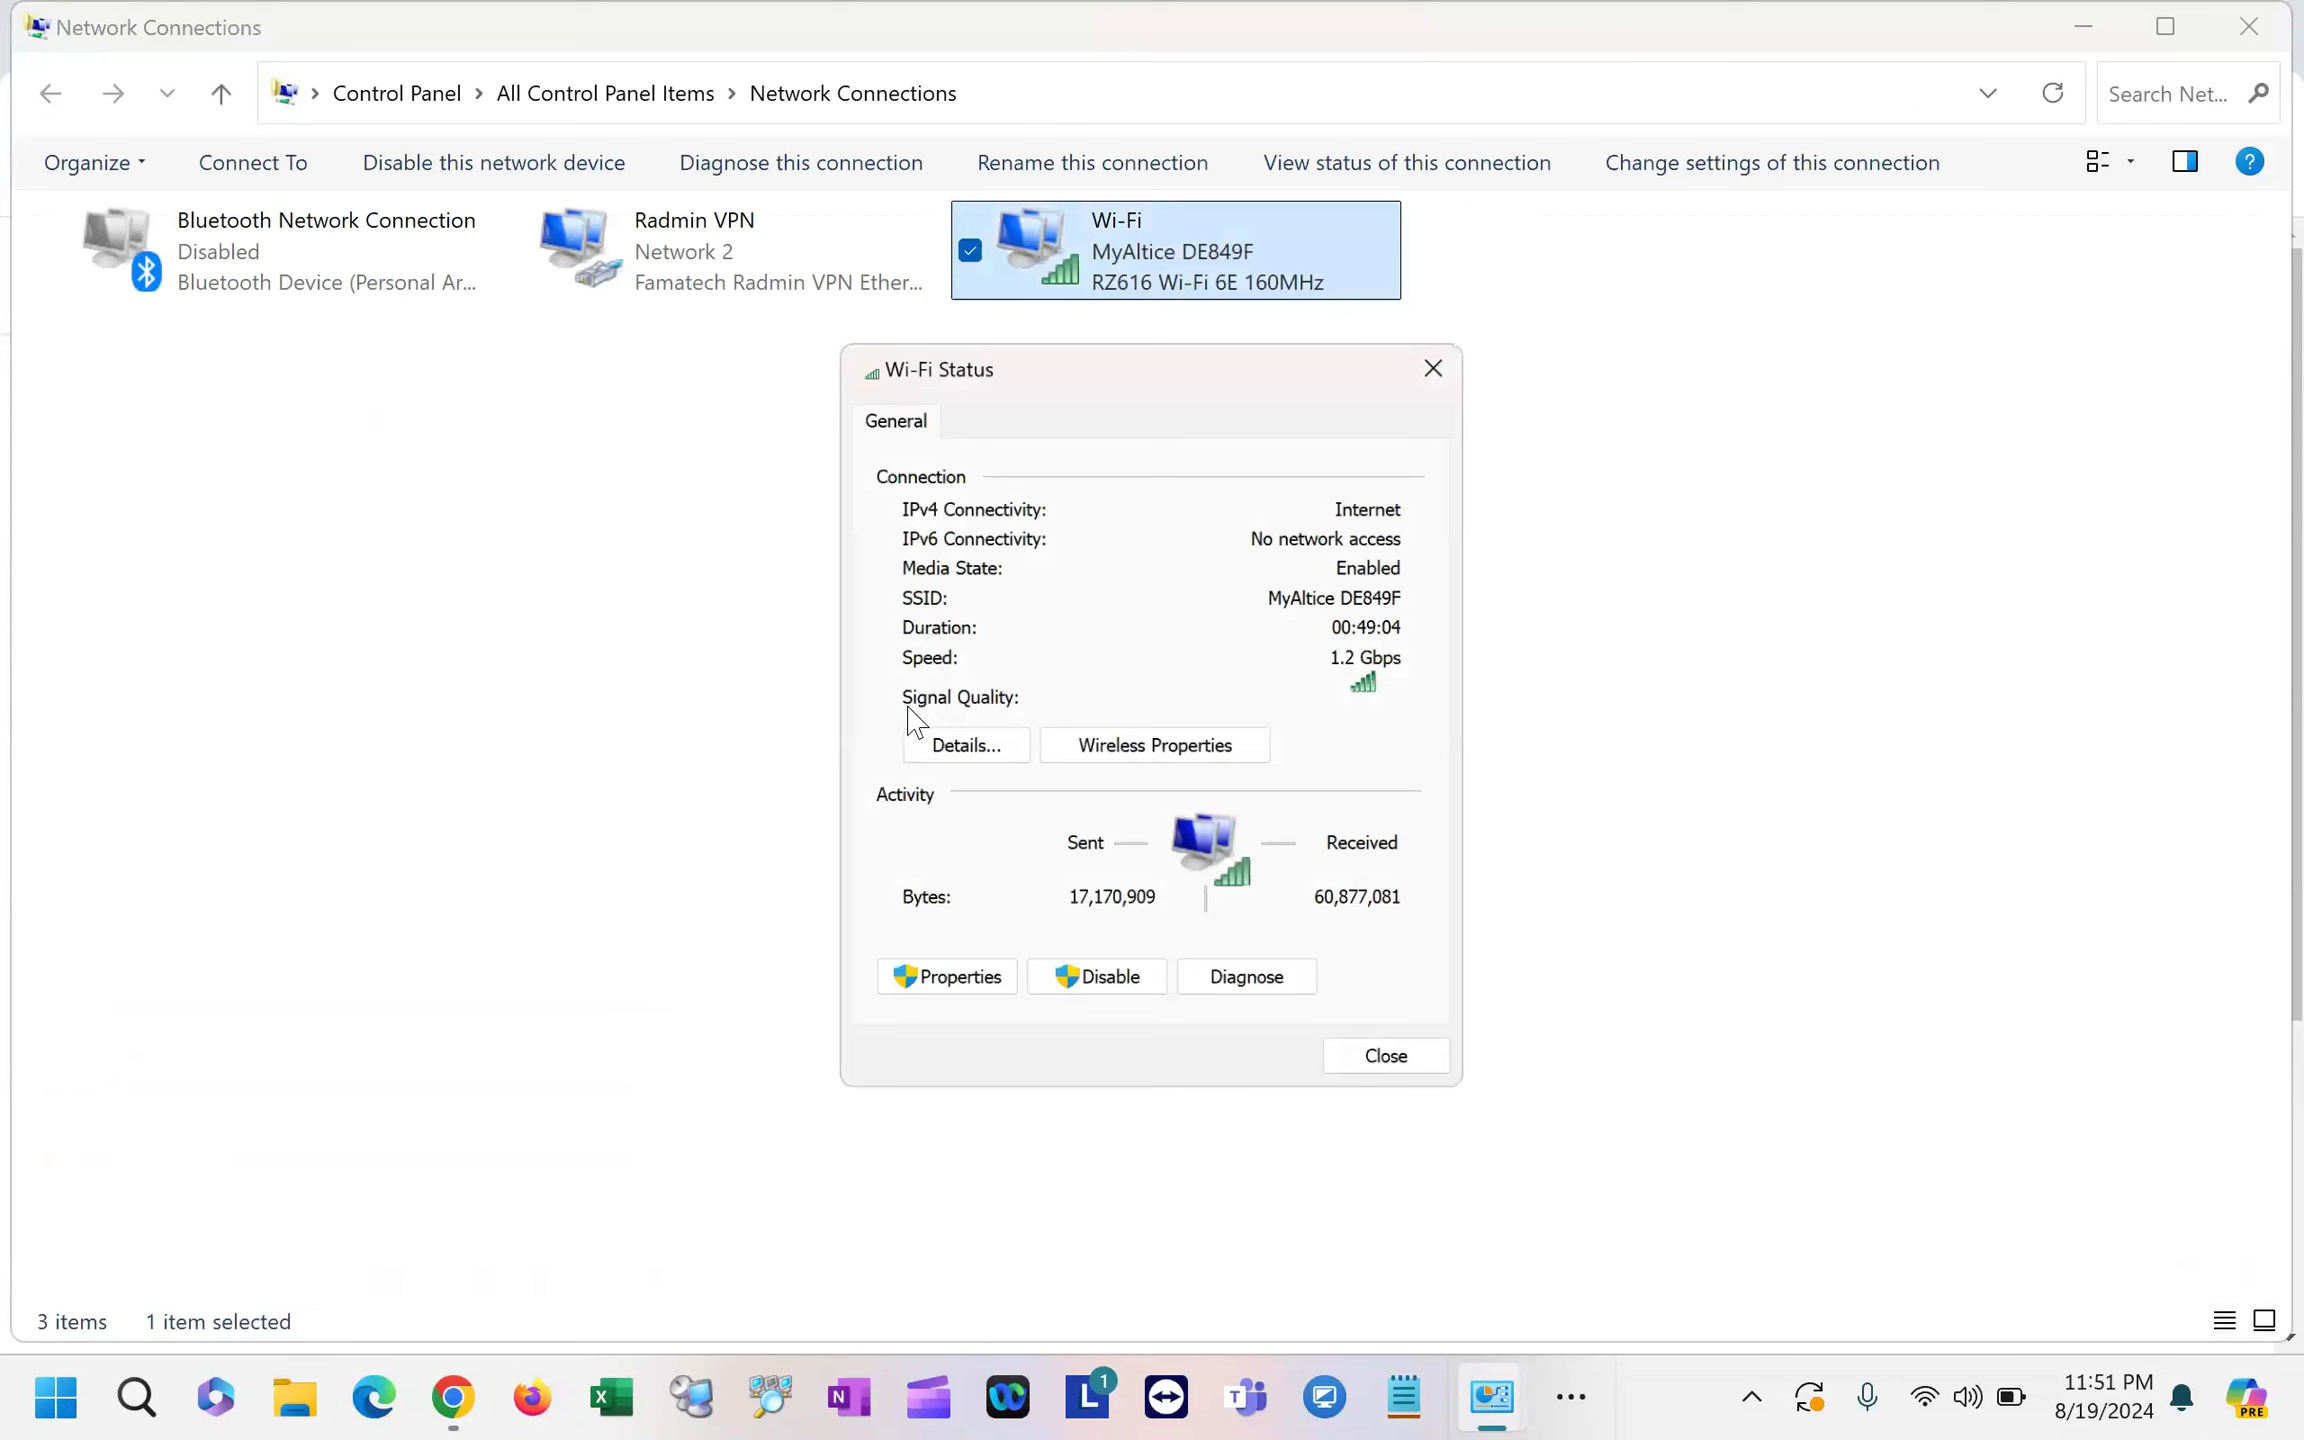 Network Connections
Control Panel > All Control Panel Items > Network Connections
Search Net...
Organize Connect To Disable this network device Diagnose this connection Rename this connection View status of this connection Change settings of this connection
Bluetooth Network Connection
Disabled
Bluetooth Device (Personal Ar...
Radmin VPN
Network 2
Famatech Radmin VPN Ether...
Wi-Fi
MyAltice DE849F
RZ616 Wi-Fi 6E 160MHz
Wi-Fi Status
General
Connection
IPv4 Connectivity: Internet
IPv6 Connectivity: No network access
Media State: Enabled
SSID: MyAltice DE849F
Duration: 00:49:04
Speed: 1.2 Gbps
Signal Quality:
Details... Wireless Properties
Activity
Sent Received
Bytes: 17,170,909 60,877,081
Properties Disable Diagnose
Close
3 items 1 item selected
1
11:51 PM
8/19/2024
PRE